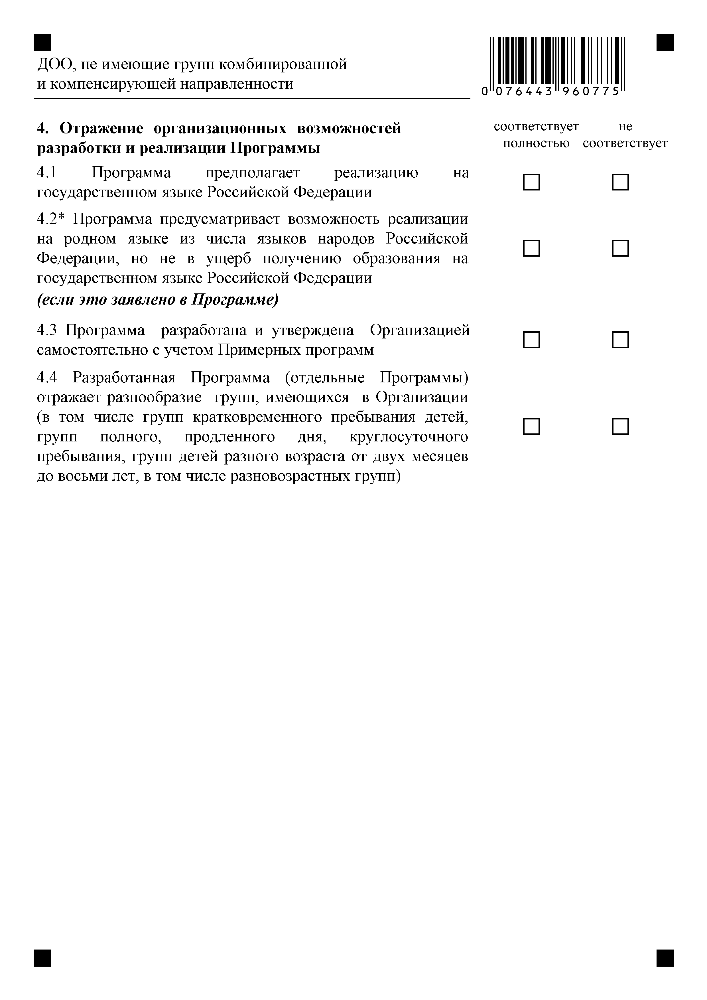 ДОО, не имеющие групп комбинированной
и компенсирующей направленности
0 076443 960775
4. Отражение организационных возможностей
разработки и реализации Программы
соответствует полностью
не соответствует
4.1 Программа предполагает реализацию на
государственном языке Российской Федерации
4.2* Программа предусматривает возможность реализации
на родном языке из числа языков народов Российской
Федерации, но не в ущерб получению образования на
государственном языке Российской Федерации
(если это заявлено в Программе)
4.3 Программа разработана и утверждена Организацией
самостоятельно с учетом Примерных программ
4.4 Разработанная Программа (отдельные Программы)
отражает разнообразие групп, имеющихся в Организации
(в том числе групп кратковременного пребывания детей,
групп полного, продленного дня, круглосуточного
пребывания, групп детей разного возраста от двух месяцев
до восьми лет, в том числе разновозрастных групп)